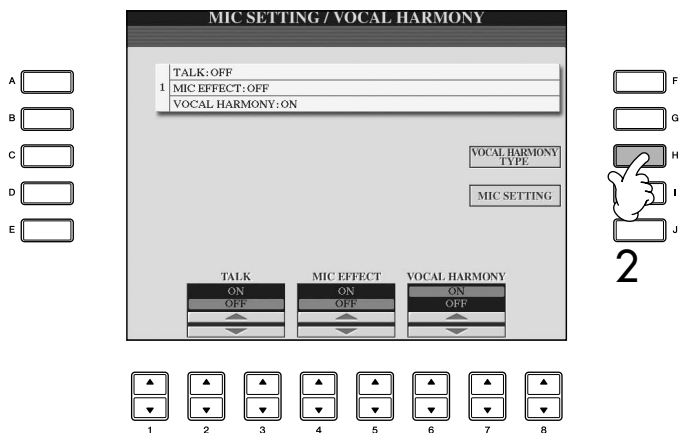 MIC SETTING / VOCAL HARMONY
TALK:OFF
1 MIC EFFECT:OFF
VOCAL HARMONY:ON
A
F
B
G
C
VOCAL HARMONY
TYPE
H
D
MIC SETTING
I
E
J
2
TALK MIC EFFECT VOCAL HARMONY
ON ON ON
OFF OFF OFF
1 2 3 4 5 6 7 8